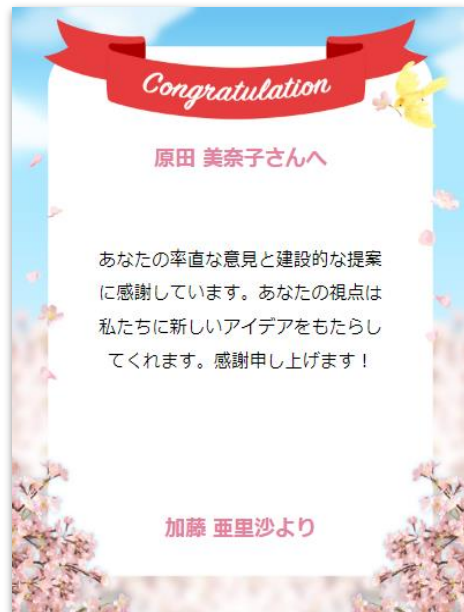 Congratulation
原田 美奈子さんへ
あなたの率直な意見と建設的な提案
に感謝しています。あなたの視点は
私たちに新しいアイデアをもたらし
てくれます。感謝申し上げます！
加藤 亜里沙より